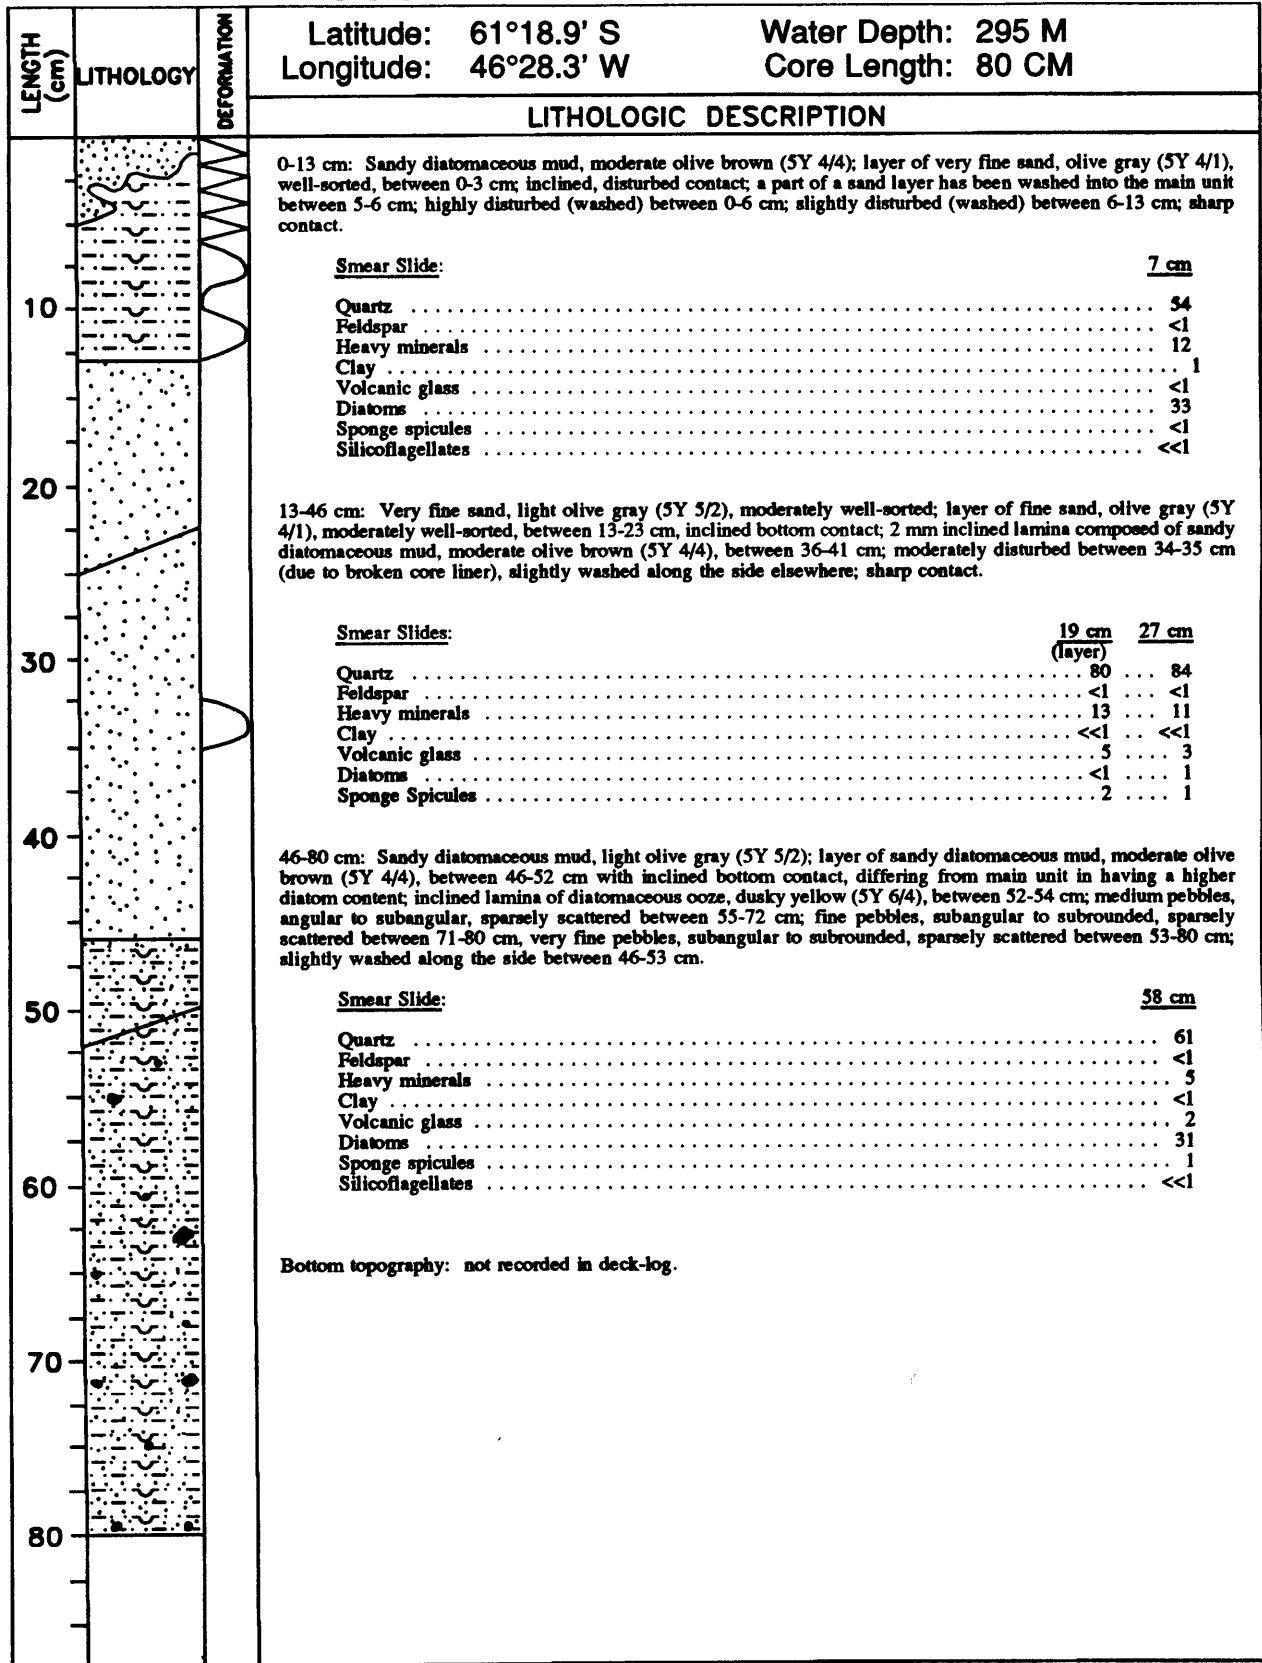 LENGTH (cm)
LITHOLOGY
DEFORMATION
Latitude: 61°18.9' S Water Depth: 295 M
Longitude: 46°28.3' W Core Length: 80 CM
LITHOLOGIC DESCRIPTION
0-13 cm: Sandy diatomaceous mud, moderate olive brown (5Y 4/4); layer of very fine sand, olive gray (5Y 4/1),
well-sorted, between 0-3 cm; inclined, disturbed contact; a part of a sand layer has been washed into the main unit
between 5-6 cm; highly disturbed (washed) between 0-6 cm; slightly disturbed (washed) between 6-13 cm; sharp
contact.
Smear Slide: 7 cm
Quartz 54
Feldspar <1
Heavy minerals 12
Clay 1
Volcanic glass <1
Diatoms 33
Sponge spicules <1
Silicoflagellates <<1
13-46 cm: Very fine sand, light olive gray (5Y 5/2), moderately well-sorted; layer of fine sand, olive gray (5Y
4/1), moderately well-sorted, between 13-23 cm, inclined bottom contact; 2 mm inclined lamina composed of sandy
diatomaceous mud, moderate olive brown (5Y 4/4), between 36-41 cm; moderately disturbed between 34-35 cm
(due to broken core liner), slightly washed along the side elsewhere; sharp contact.
Smear Slides: 19 cm 27 cm
(layer)
Quartz 80 84
Feldspar <1 <1
Heavy minerals 13 11
Clay <<1 <<1
Volcanic glass 5 3
Diatoms <1 1
Sponge Spicules 2 1
46-80 cm: Sandy diatomaceous mud, light olive gray (5Y 5/2); layer of sandy diatomaceous mud, moderate olive
brown (5Y 4/4), between 46-52 cm with inclined bottom contact, differing from main unit in having a higher
diatom content; inclined lamina of diatomaceous ooze, dusky yellow (5Y 6/4), between 52-54 cm; medium pebbles,
angular to subangular, sparsely scattered between 55-72 cm; fine pebbles, subangular to subrounded, sparsely
scattered between 71-80 cm, very fine pebbles, subangular to subrounded, sparsely scattered between 53-80 cm;
slightly washed along the side between 46-53 cm.
Smear Slide: 58 cm
Quartz 61
Feldspar <1
Heavy minerals 5
Clay <1
Volcanic glass 2
Diatoms 31
Sponge spicules 1
Silicoflagellates <<1
Bottom topography: not recorded in deck-log.
10
20
30
40
50
60
70
80